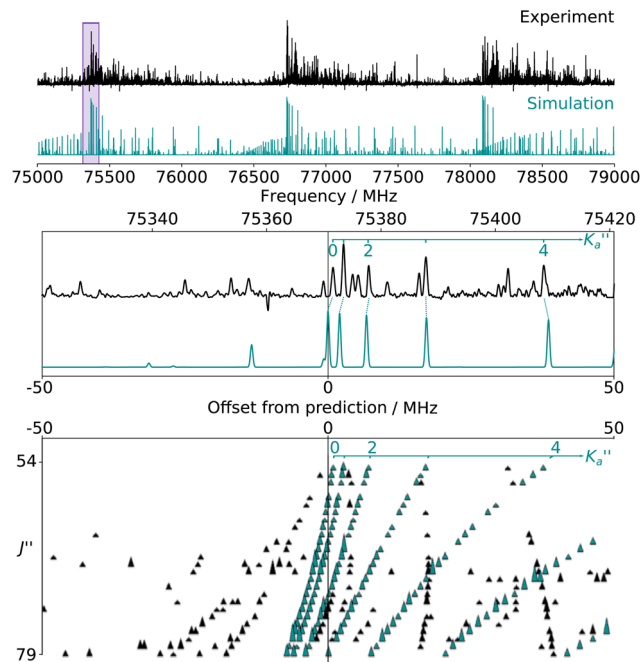 Experiment
Simulation
75000 75500 76000 76500 77000 77500 78000 78500 79000
Frequency / MHz
75340 75360 75380 75400 75420
0 2 4 Ka''
-50 0 50
Offset from prediction / MHz
-50 0 50
54 0 2 4 Ka''
J''
79